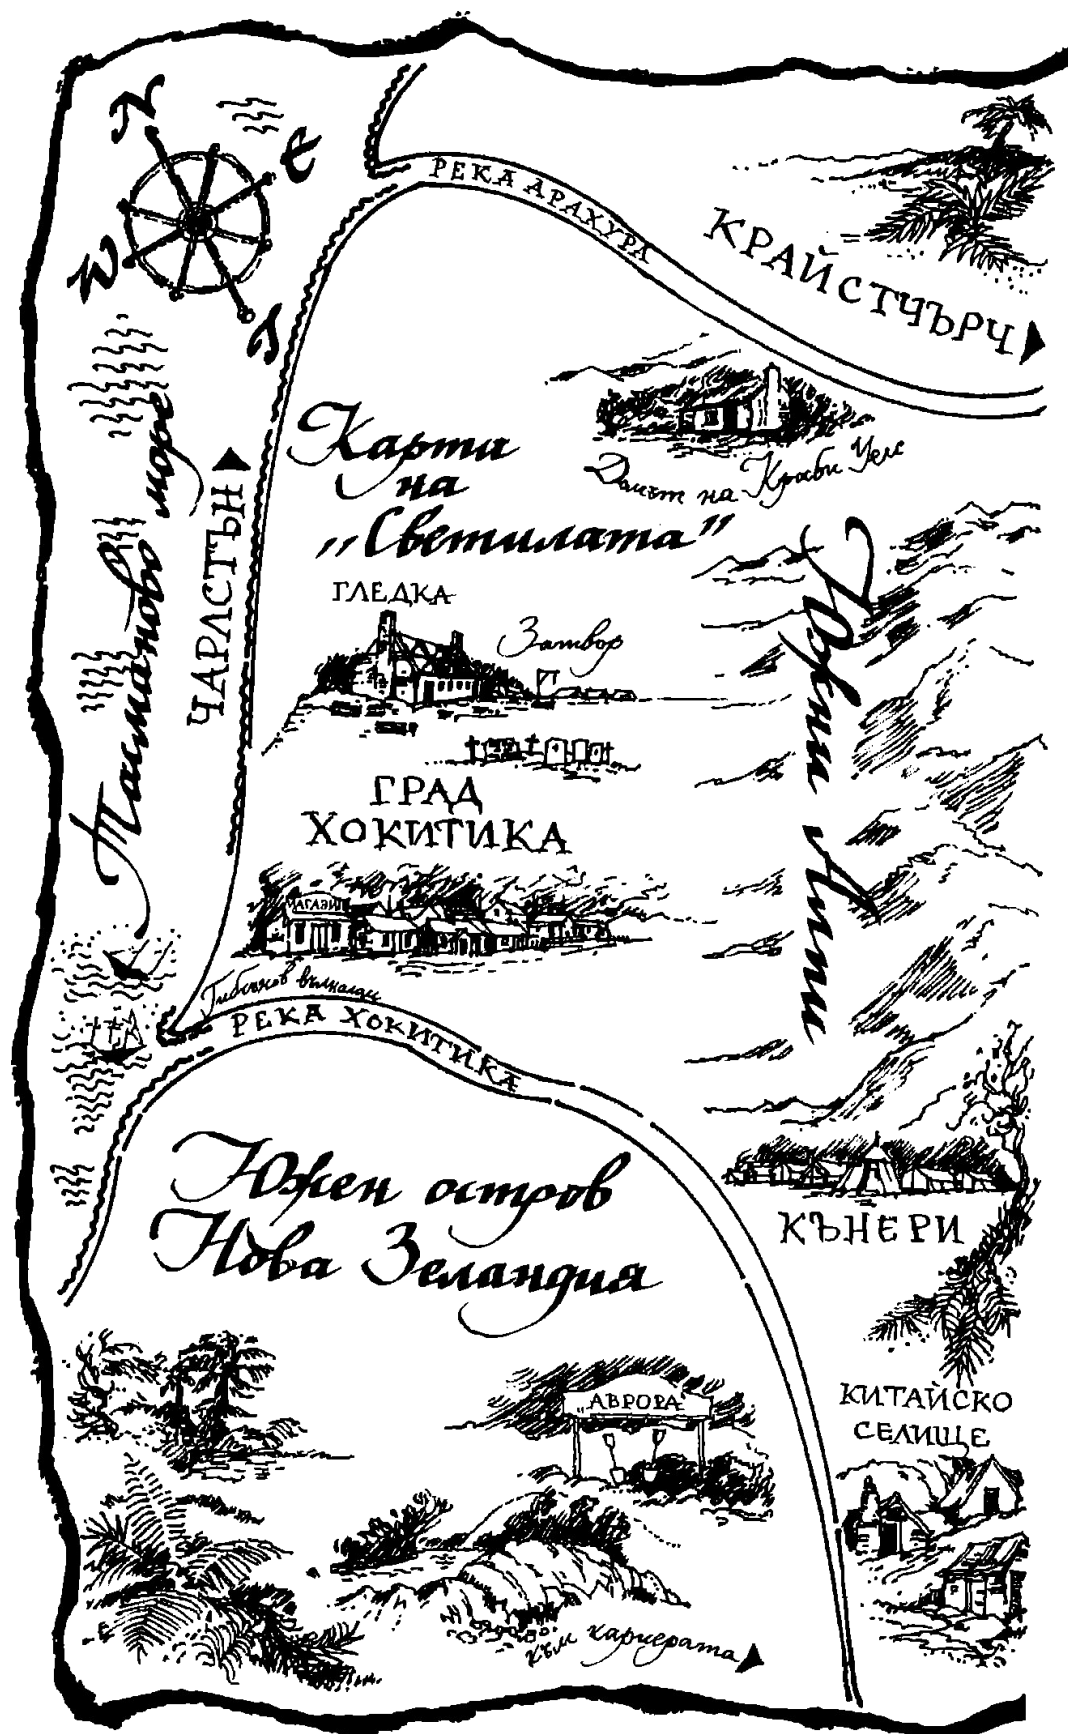 N
E
W
S
РЕКА АРАХУРА
КРАЙСТЧЪРЧ
Карта
на
„Светилата”
Домът на Кросби Уелс
Тасманово море
ЧАРЛСТЪН
ГЛЕДКА
Затвор
Южни Алпи
ГРАД
ХОКИТИКА
МАГАЗИН
Гибсънов вълнолом
РЕКА ХОКИТИКА
Южен остров
Нова Зеландия
КЪНЕРИ
„АВРОРА”
КИТАЙСКО
СЕЛИЩЕ
към кариерата